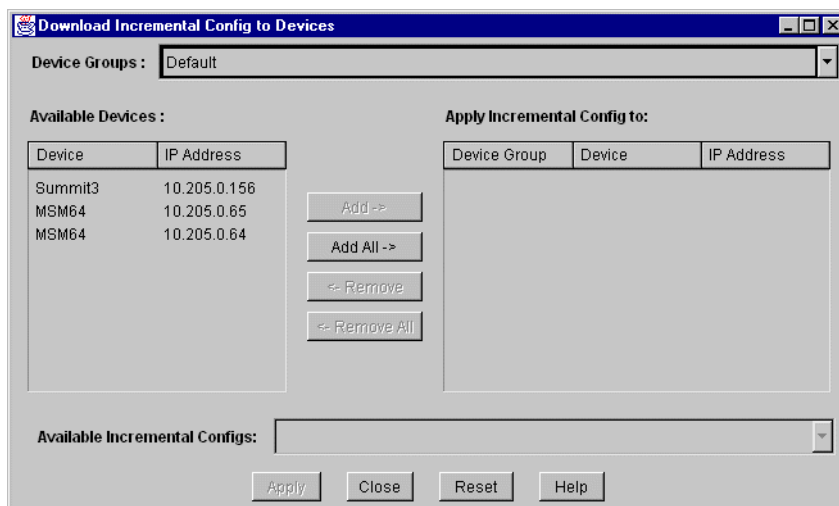 Download Incremental Config to Devices
Device Groups : Default
Available Devices :
Device IP Address
Summit3 10.205.0.156
MSM64 10.205.0.65
MSM64 10.205.0.64
Add ->
Add All ->
<- Remove
<- Remove All
Apply Incremental Config to:
Device Group Device IP Address
Available Incremental Configs:
Apply Close Reset Help